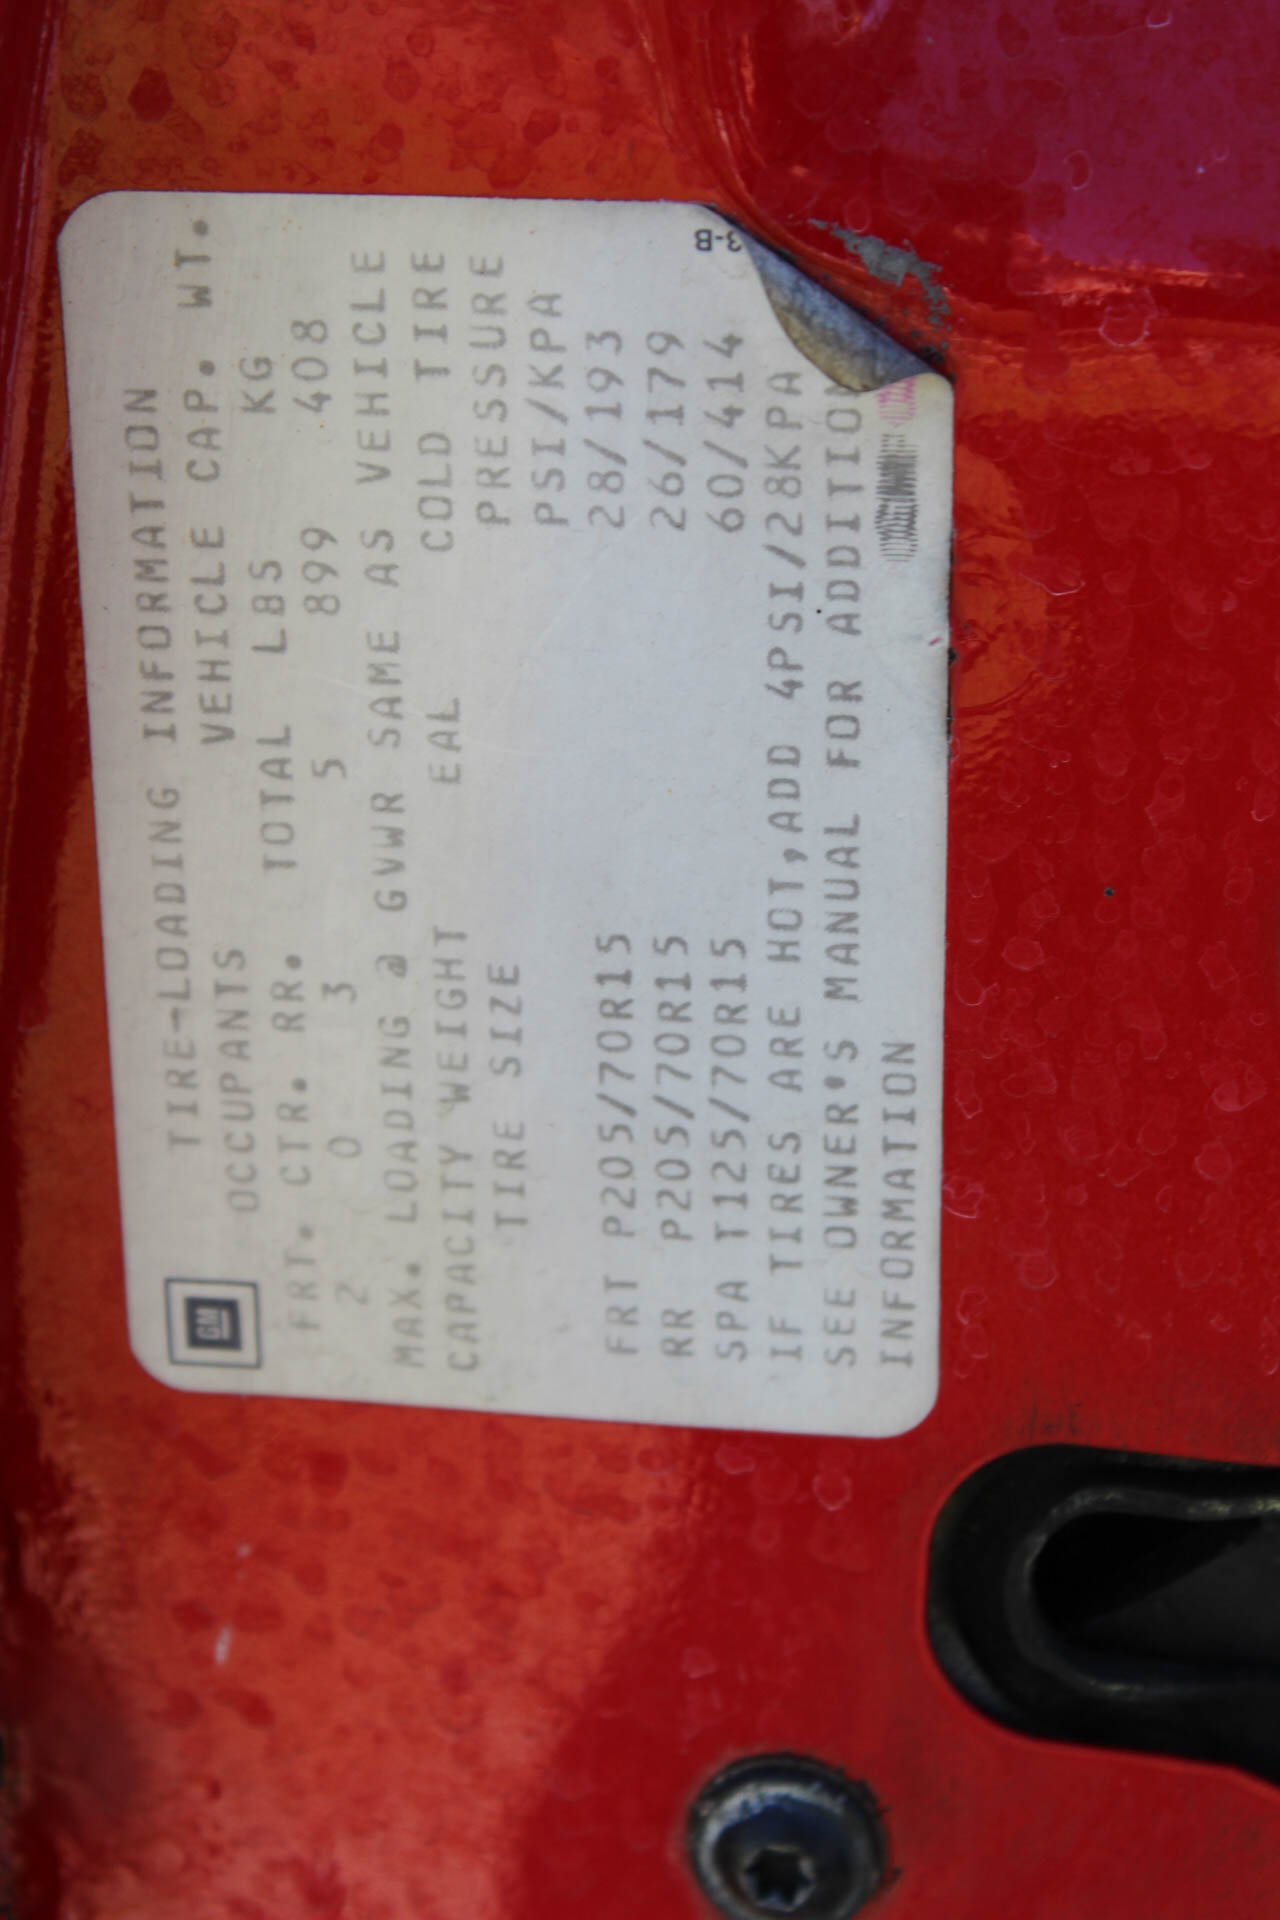 GM
TIRE-LOADING INFORMATION
OCCUPANTS VEHICLE CAP. WT.
FRT. CTR. RR. TOTAL LBS KG
2 0 3 5 899 408
MAX. LOADING @ GVWR SAME AS VEHICLE
CAPACITY WEIGHT EAL COLD TIRE
TIRE SIZE PRESSURE
PSI/KPA
FRT P205/70R15 28/193
RR P205/70R15 26/179
SPA T125/70R15 60/414
IF TIRES ARE HOT, ADD 4PSI/28KPA
SEE OWNER'S MANUAL FOR ADDITION
INFORMATION
3-B